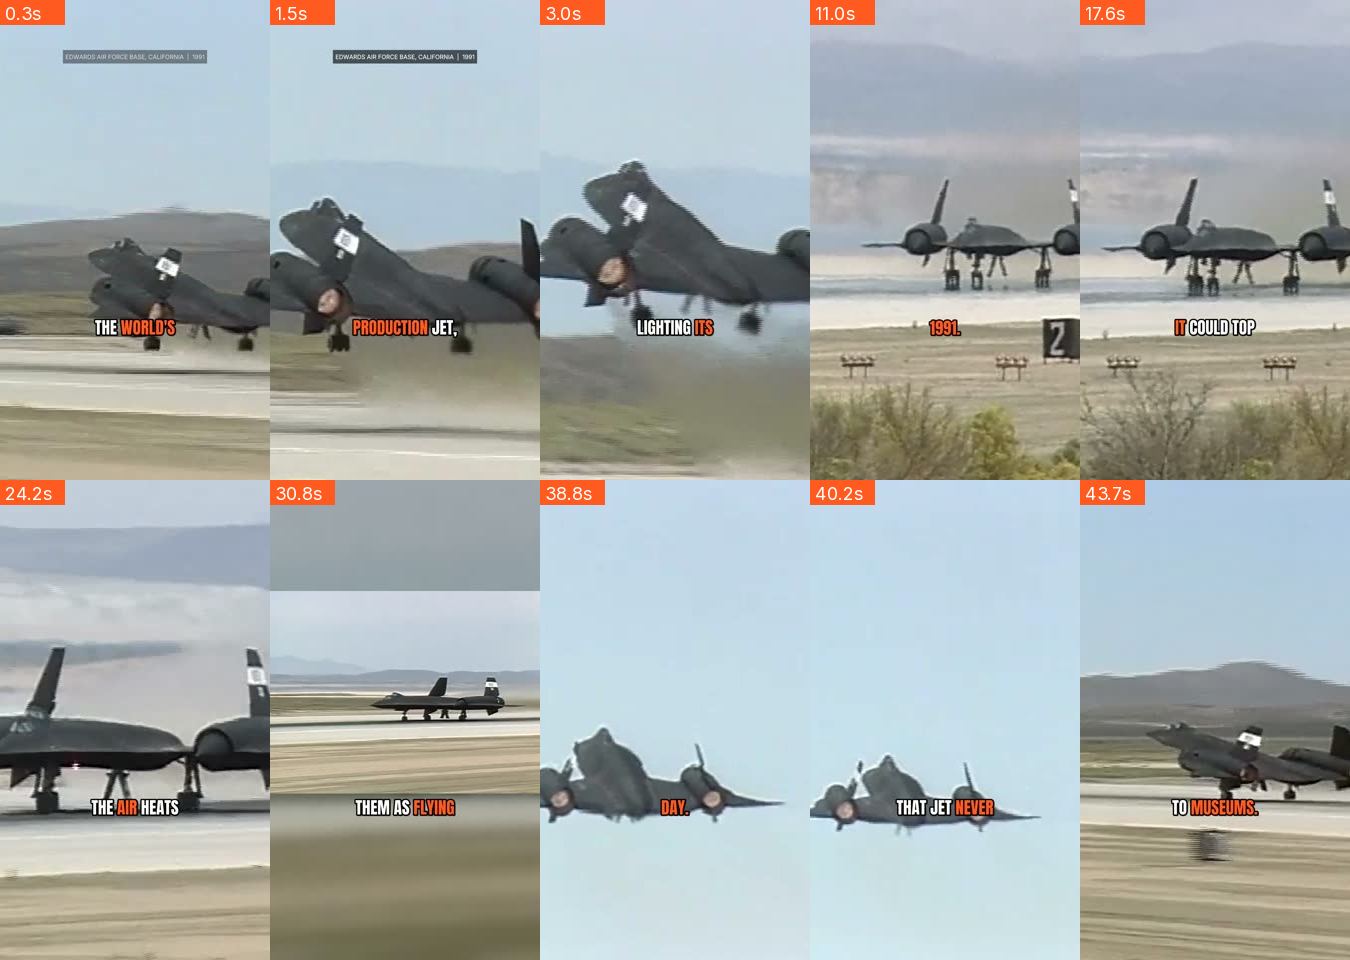 0.3s
EDWARDS AIR FORCE BASE, CALIFORNIA | 1991
THE WORLD'S
1.5s
EDWARDS AIR FORCE BASE, CALIFORNIA | 1991
PRODUCTION JET,
3.0s
LIGHTING ITS
11.0s
1991.
2
17.6s
IT COULD TOP
24.2s
THE AIR HEATS
30.8s
THEM AS FLYING
38.8s
DAY.
40.2s
THAT JET NEVER
43.7s
TO MUSEUMS.